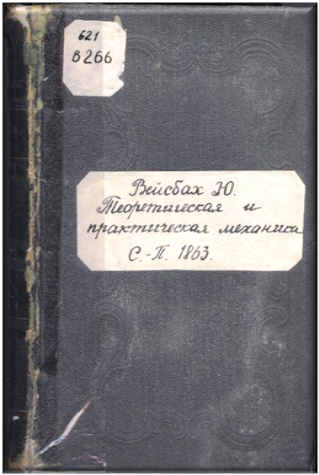 621
В266
Вейсбах Ю.
Теоретическая и
практическая механика
С.-П. 1863.